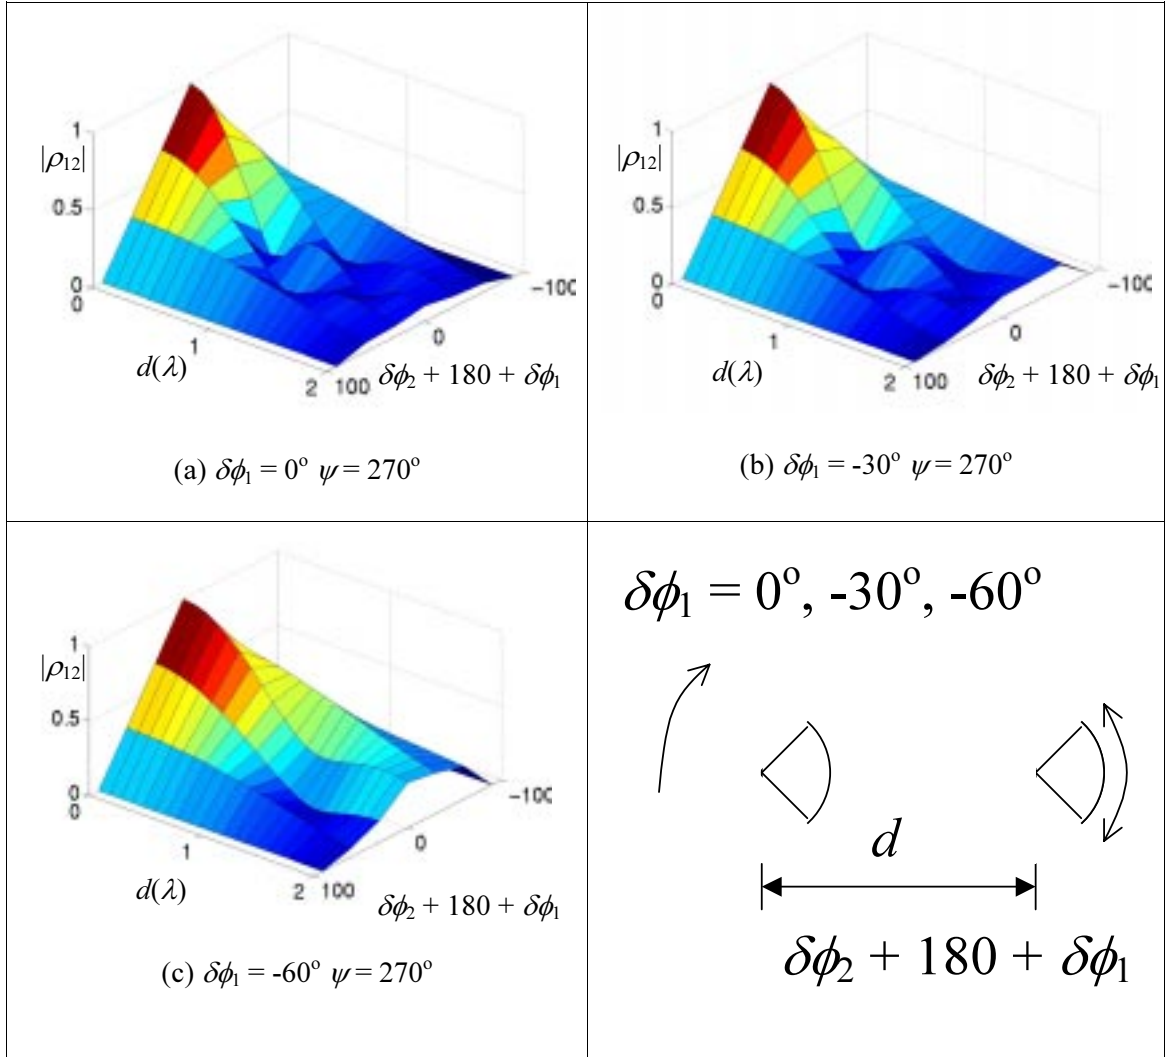 1
|ρ₁₂|
0.5
0
0
1
2
100
0
−100
d(λ)
δϕ₂ + 180 + δϕ₁
(a) δϕ₁ = 0° ψ = 270°
1
|ρ₁₂|
0.5
0
0
1
2
100
0
−100
d(λ)
δϕ₂ + 180 + δϕ₁
(b) δϕ₁ = -30° ψ = 270°
1
|ρ₁₂|
0.5
0
0
1
2
100
0
−100
d(λ)
δϕ₂ + 180 + δϕ₁
(c) δϕ₁ = -60° ψ = 270°
δϕ₁ = 0°, -30°, -60°
d
δϕ₂ + 180 + δϕ₁